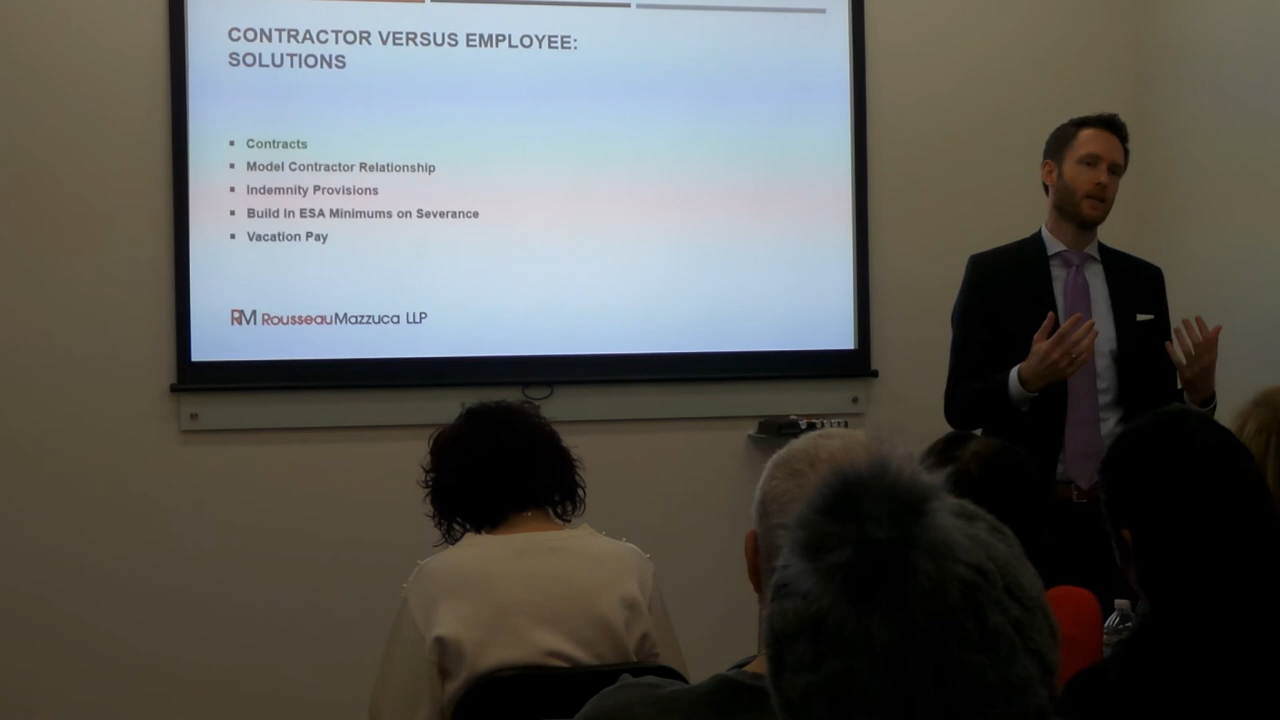 CONTRACTOR VERSUS EMPLOYEE:
SOLUTIONS
Contracts
Model Contractor Relationship
Indemnity Provisions
Build In ESA Minimums on Severance
Vacation Pay
RM RousseauMazzuca LLP